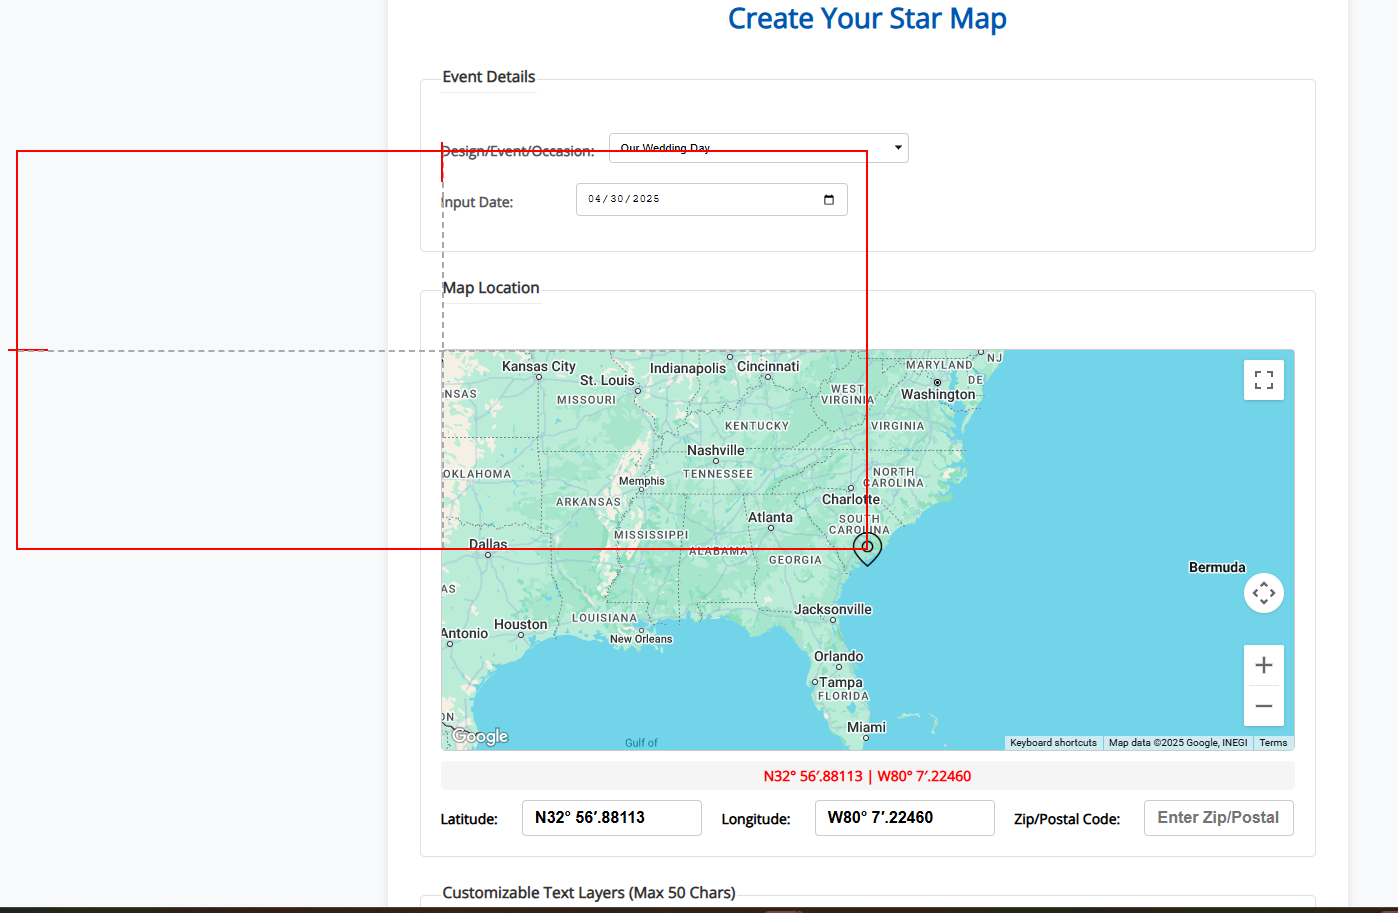 Create Your Star Map
Event Details
Design/Event/Occasion: Our Wedding Day
Input Date: 04/30/2025
Map Location
Kansas City
St. Louis
Indianapolis
Cincinnati
MARYLAND
NJ
DE
Washington
NSAS
MISSOURI
WEST
VIRGINIA
KENTUCKY
VIRGINIA
Nashville
TENNESSEE
OKLAHOMA
Memphis
NORTH
CAROLINA
Charlotte
ARKANSAS
Atlanta
SOUTH
CAROLINA
MISSISSIPPI
Dallas
ALABAMA
GEORGIA
Bermuda
AS
Jacksonville
LOUISIANA
Houston
Antonio
New Orleans
Orlando
Tampa
FLORIDA
ON
Miami
Google
Gulf of
Keyboard shortcuts
Map data ©2025 Google, INEGI
Terms
N32° 56′.88113 | W80° 7′.22460
Latitude: N32° 56′.88113 Longitude: W80° 7′.22460 Zip/Postal Code: Enter Zip/Postal
Customizable Text Layers (Max 50 Chars)